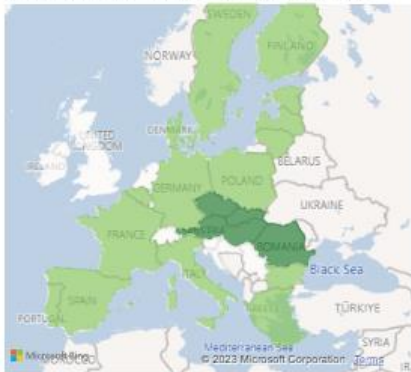 SWEDEN
FINLAND
NORWAY
UNITED
KINGDOM
DENMARK
IRELAND
BELARUS
POLAND
GERMANY
UKRAINE
FRANCE
ROMANIA
ITALY
Black Sea
SPAIN
PORTUGAL
TÜRKIYE
Mediterranean Sea
SYRIA
Microsoft Bing
© 2023 Microsoft Corporation Terms